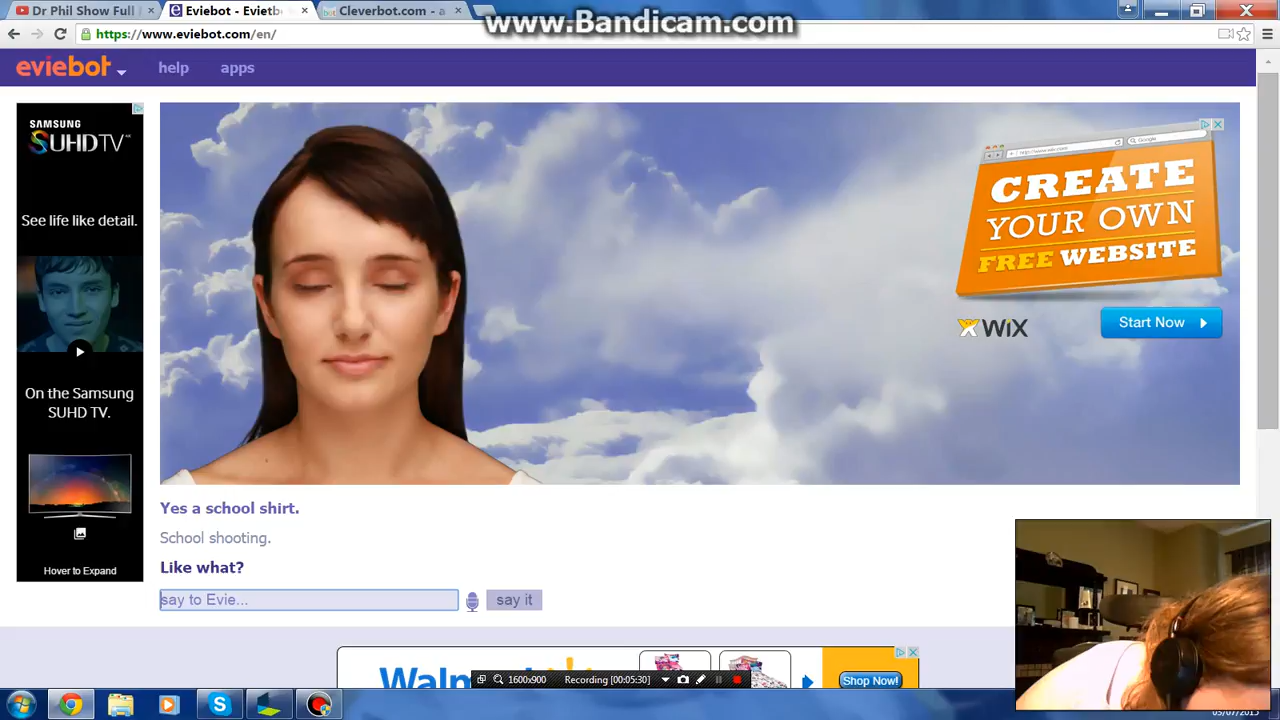 Dr Phil Show Full
Eviebot - Evietb
Cleverbot.com - a
www.Bandicam.com
https://www.eviebot.com/en/
eviebot
help
apps
SAMSUNG
SUHDTV
See life like detail.
On the Samsung
SUHD TV.
Hover to Expand
Google
CREATE
YOUR OWN
FREE WEBSITE
WiX
Start Now
Yes a school shirt.
School shooting.
Like what?
say to Evie...
say it
Walm
Shop Now!
1600x900
Recording [00:05:30]